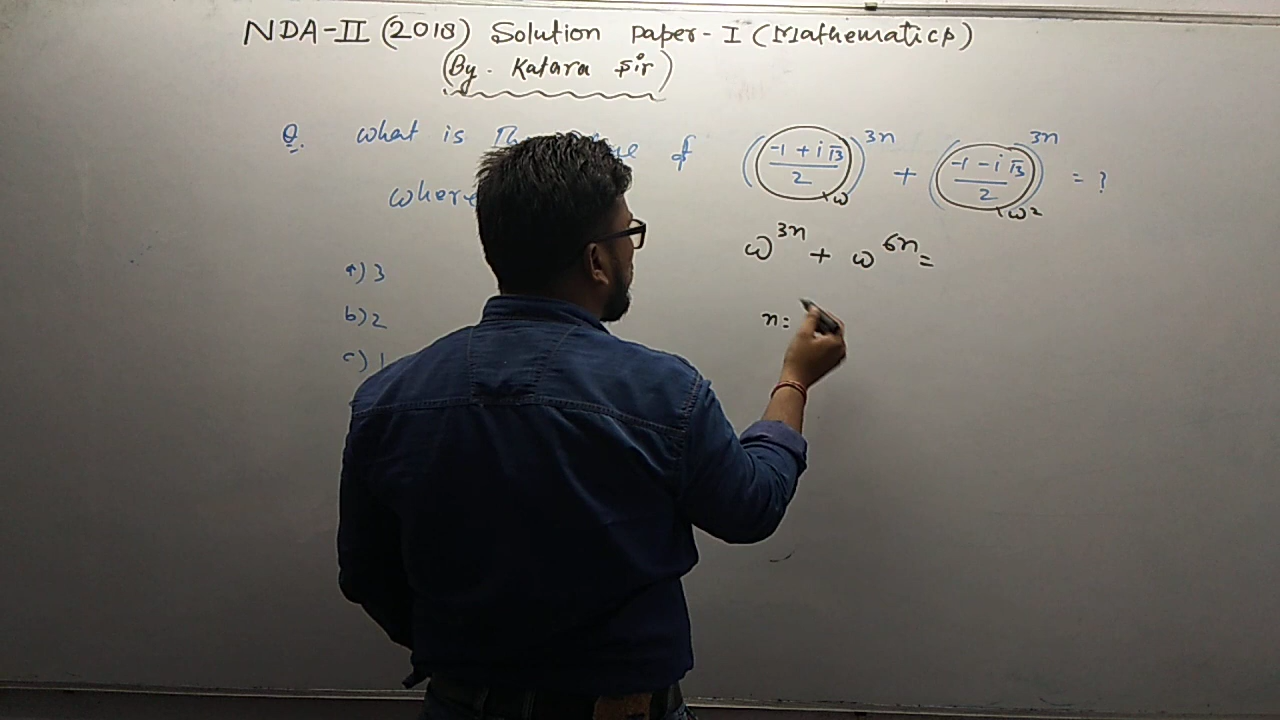 NDA-II (2018) Solution Paper-I (Mathematics)
(By. Katara Sir)
Q. what is of ((-1+i√3)/2)^3n + ((-1-i√3)/2)^3n = ?
ω ω²
where
ω^3n + ω^6n =
a) 3
n=
b) 2
c) 1